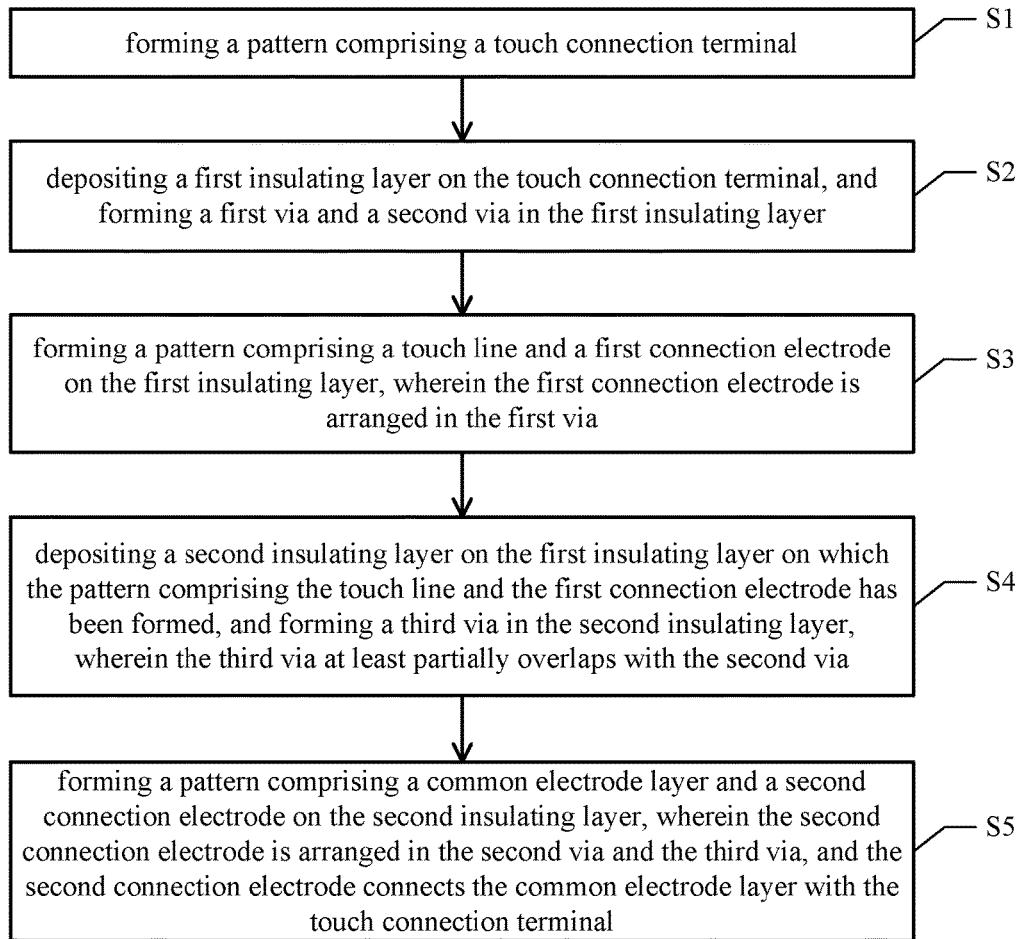 forming a pattern comprising a touch connection terminal
S1
depositing a first insulating layer on the touch connection terminal, and
forming a first via and a second via in the first insulating layer
S2
forming a pattern comprising a touch line and a first connection electrode
on the first insulating layer, wherein the first connection electrode is
arranged in the first via
S3
depositing a second insulating layer on the first insulating layer on which
the pattern comprising the touch line and the first connection electrode has
been formed, and forming a third via in the second insulating layer,
wherein the third via at least partially overlaps with the second via
S4
forming a pattern comprising a common electrode layer and a second
connection electrode on the second insulating layer, wherein the second
connection electrode is arranged in the second via and the third via, and the
second connection electrode connects the common electrode layer with the
touch connection terminal
S5